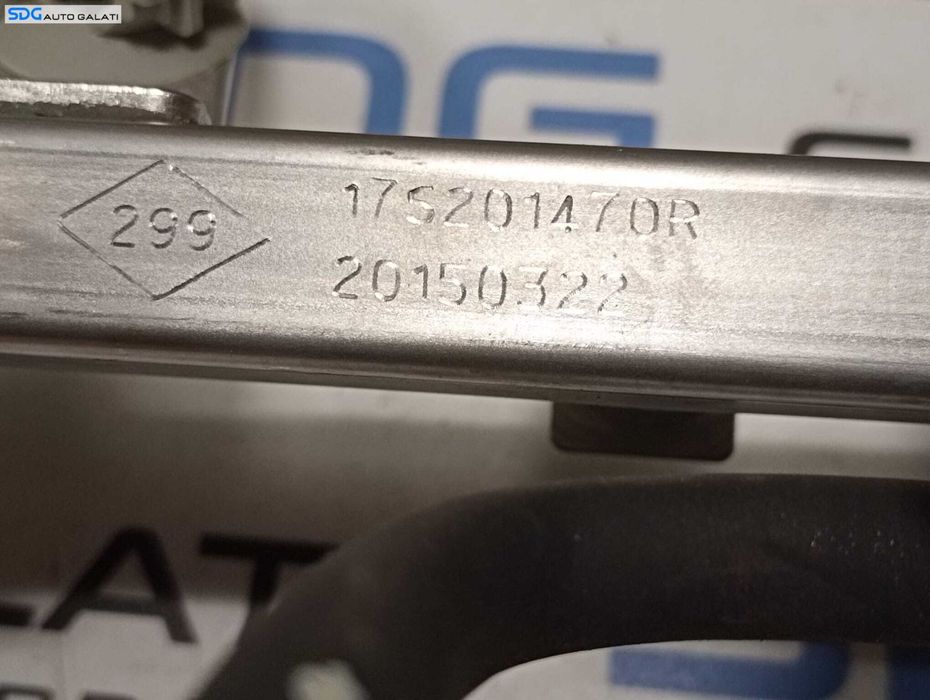 SDG AUTO GALATI
299
175201470R
20150322